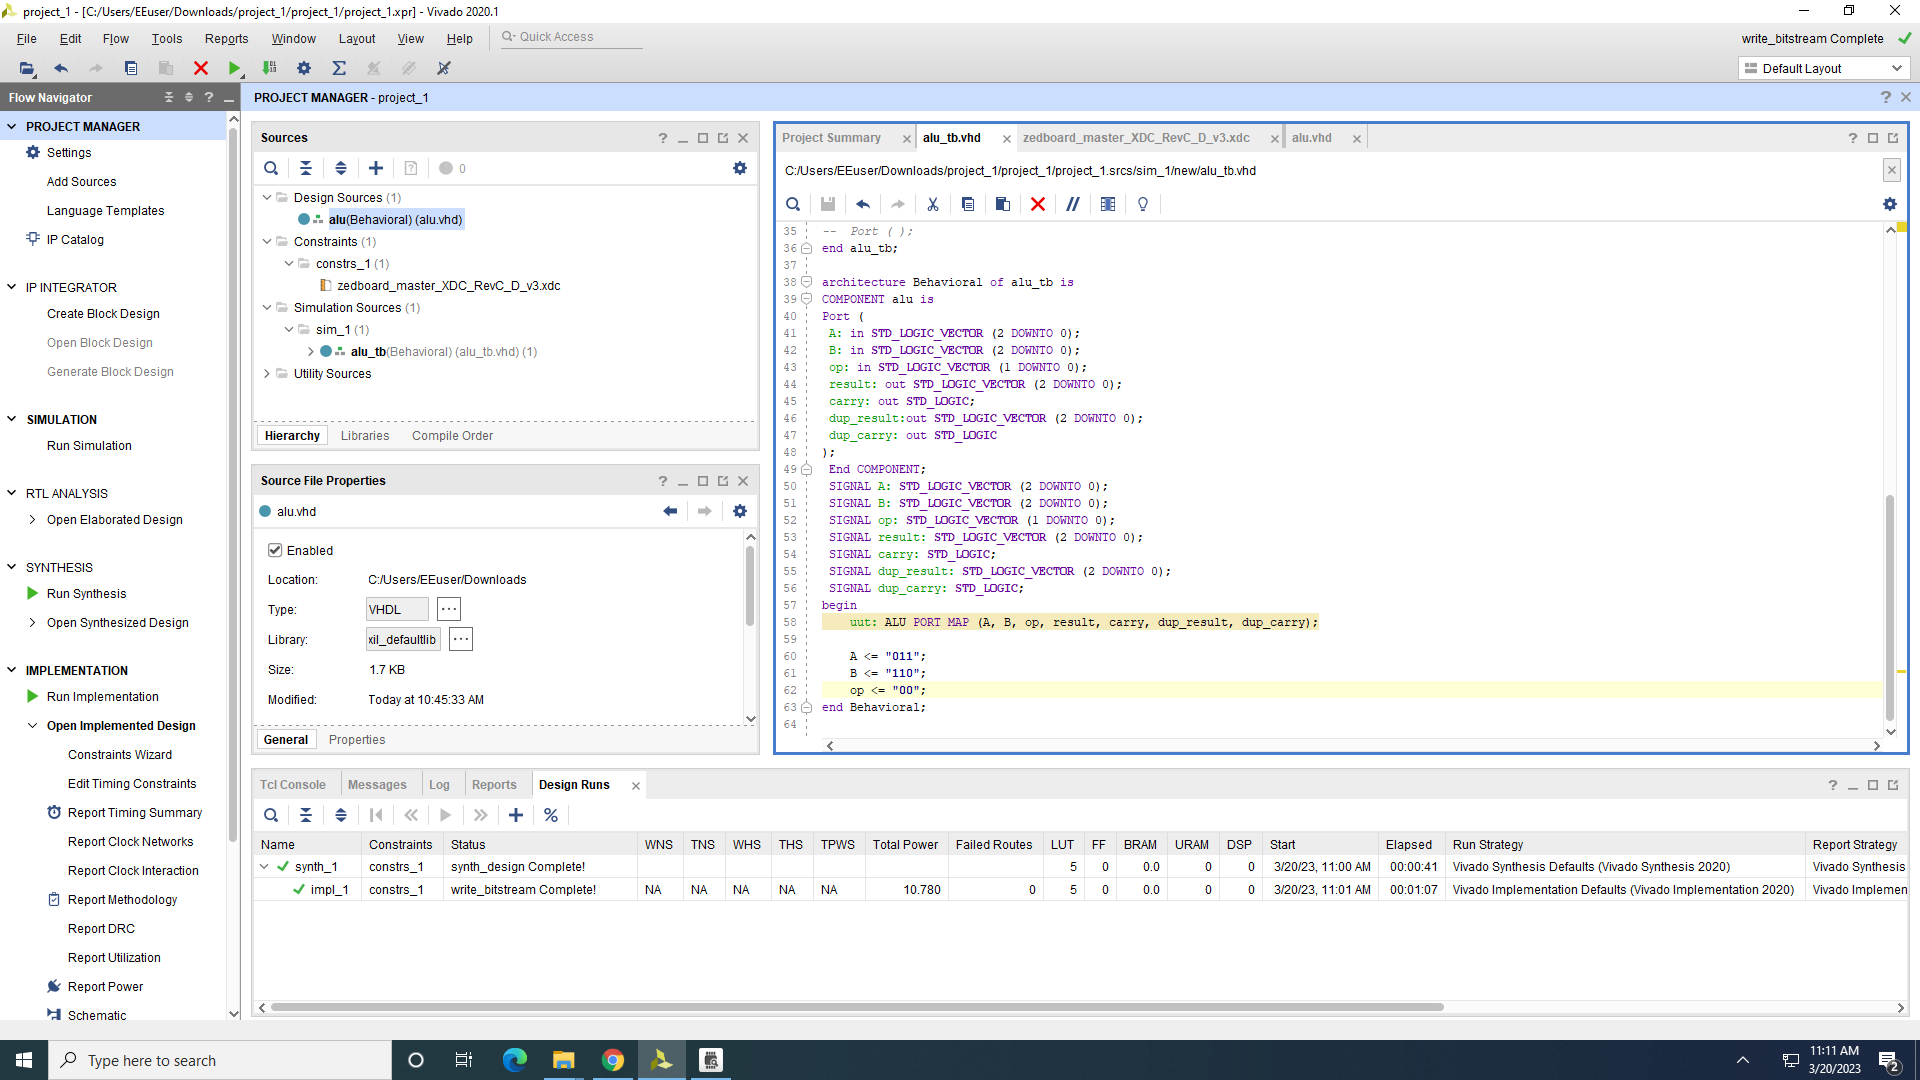 project_1 - [C:/Users/EEuser/Downloads/project_1/project_1/project_1.xpr] - Vivado 2020.1
File Edit Flow Tools Reports Window Layout View Help Quick Access write_bitstream Complete
Default Layout
Flow Navigator
PROJECT MANAGER - project_1
PROJECT MANAGER
Settings
Add Sources
Language Templates
IP Catalog
IP INTEGRATOR
Create Block Design
Open Block Design
Generate Block Design
SIMULATION
Run Simulation
RTL ANALYSIS
Open Elaborated Design
SYNTHESIS
Run Synthesis
Open Synthesized Design
IMPLEMENTATION
Run Implementation
Open Implemented Design
Constraints Wizard
Edit Timing Constraints
Report Timing Summary
Report Clock Networks
Report Clock Interaction
Report Methodology
Report DRC
Report Utilization
Report Power
Schematic
Sources
0
Design Sources (1)
alu(Behavioral) (alu.vhd)
Constraints (1)
constrs_1 (1)
zedboard_master_XDC_RevC_D_v3.xdc
Simulation Sources (1)
sim_1 (1)
alu_tb(Behavioral) (alu_tb.vhd) (1)
Utility Sources
Hierarchy Libraries Compile Order
Source File Properties
alu.vhd
Enabled
Location: C:/Users/EEuser/Downloads
Type: VHDL
Library: xil_defaultlib
Size: 1.7 KB
Modified: Today at 10:45:33 AM
General Properties
Project Summary alu_tb.vhd zedboard_master_XDC_RevC_D_v3.xdc alu.vhd
C:/Users/EEuser/Downloads/project_1/project_1/project_1.srcs/sim_1/new/alu_tb.vhd
35 -- Port ( );
36 end alu_tb;
37
38 architecture Behavioral of alu_tb is
39 COMPONENT alu is
40 Port (
41 A: in STD_LOGIC_VECTOR (2 DOWNTO 0);
42 B: in STD_LOGIC_VECTOR (2 DOWNTO 0);
43 op: in STD_LOGIC_VECTOR (1 DOWNTO 0);
44 result: out STD_LOGIC_VECTOR (2 DOWNTO 0);
45 carry: out STD_LOGIC;
46 dup_result:out STD_LOGIC_VECTOR (2 DOWNTO 0);
47 dup_carry: out STD_LOGIC
48 );
49 End COMPONENT;
50 SIGNAL A: STD_LOGIC_VECTOR (2 DOWNTO 0);
51 SIGNAL B: STD_LOGIC_VECTOR (2 DOWNTO 0);
52 SIGNAL op: STD_LOGIC_VECTOR (1 DOWNTO 0);
53 SIGNAL result: STD_LOGIC_VECTOR (2 DOWNTO 0);
54 SIGNAL carry: STD_LOGIC;
55 SIGNAL dup_result: STD_LOGIC_VECTOR (2 DOWNTO 0);
56 SIGNAL dup_carry: STD_LOGIC;
57 begin
58 uut: ALU PORT MAP (A, B, op, result, carry, dup_result, dup_carry);
59
60 A <= "011";
61 B <= "110";
62 op <= "00";
63 end Behavioral;
64
Tcl Console Messages Log Reports Design Runs
Name Constraints Status WNS TNS WHS THS TPWS Total Power Failed Routes LUT FF BRAM URAM DSP Start Elapsed Run Strategy Report Strategy
synth_1 constrs_1 synth_design Complete! 5 0 0.0 0 0 3/20/23, 11:00 AM 00:00:41 Vivado Synthesis Defaults (Vivado Synthesis 2020) Vivado Synthesis
impl_1 constrs_1 write_bitstream Complete! NA NA NA NA NA 10.780 0 5 0 0.0 0 0 3/20/23, 11:01 AM 00:01:07 Vivado Implementation Defaults (Vivado Implementation 2020) Vivado Implemen
Type here to search
11:11 AM
3/20/2023
2